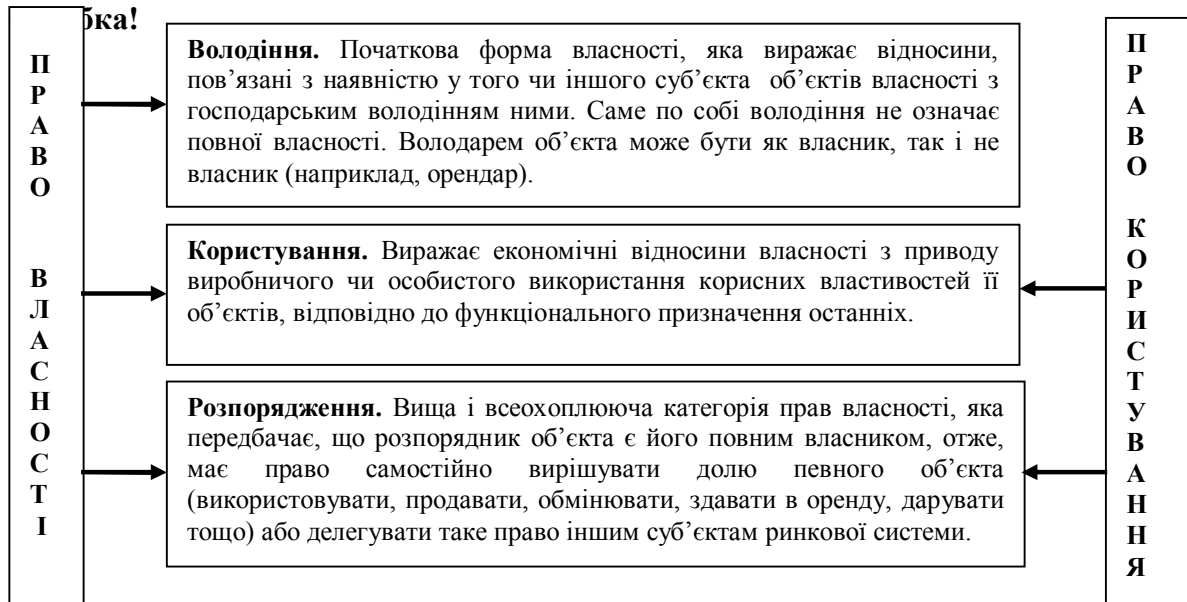 бка!
ПРАВО ВЛАСНОСТІ
Володіння. Початкова форма власності, яка виражає відносини,
пов’язані з наявністю у того чи іншого суб’єкта об’єктів власності з
господарським володінням ними. Саме по собі володіння не означає
повної власності. Володарем об’єкта може бути як власник, так і не
власник (наприклад, орендар).
Користування. Виражає економічні відносини власності з приводу
виробничого чи особистого використання корисних властивостей її
об’єктів, відповідно до функціонального призначення останніх.
Розпорядження. Вища і всеохоплююча категорія прав власності, яка
передбачає, що розпорядник об’єкта є його повним власником, отже,
має право самостійно вирішувати долю певного об’єкта
(використовувати, продавати, обмінювати, здавати в оренду, дарувати
тощо) або делегувати таке право іншим суб’єктам ринкової системи.
ПРАВО КОРИСТУВАННЯ